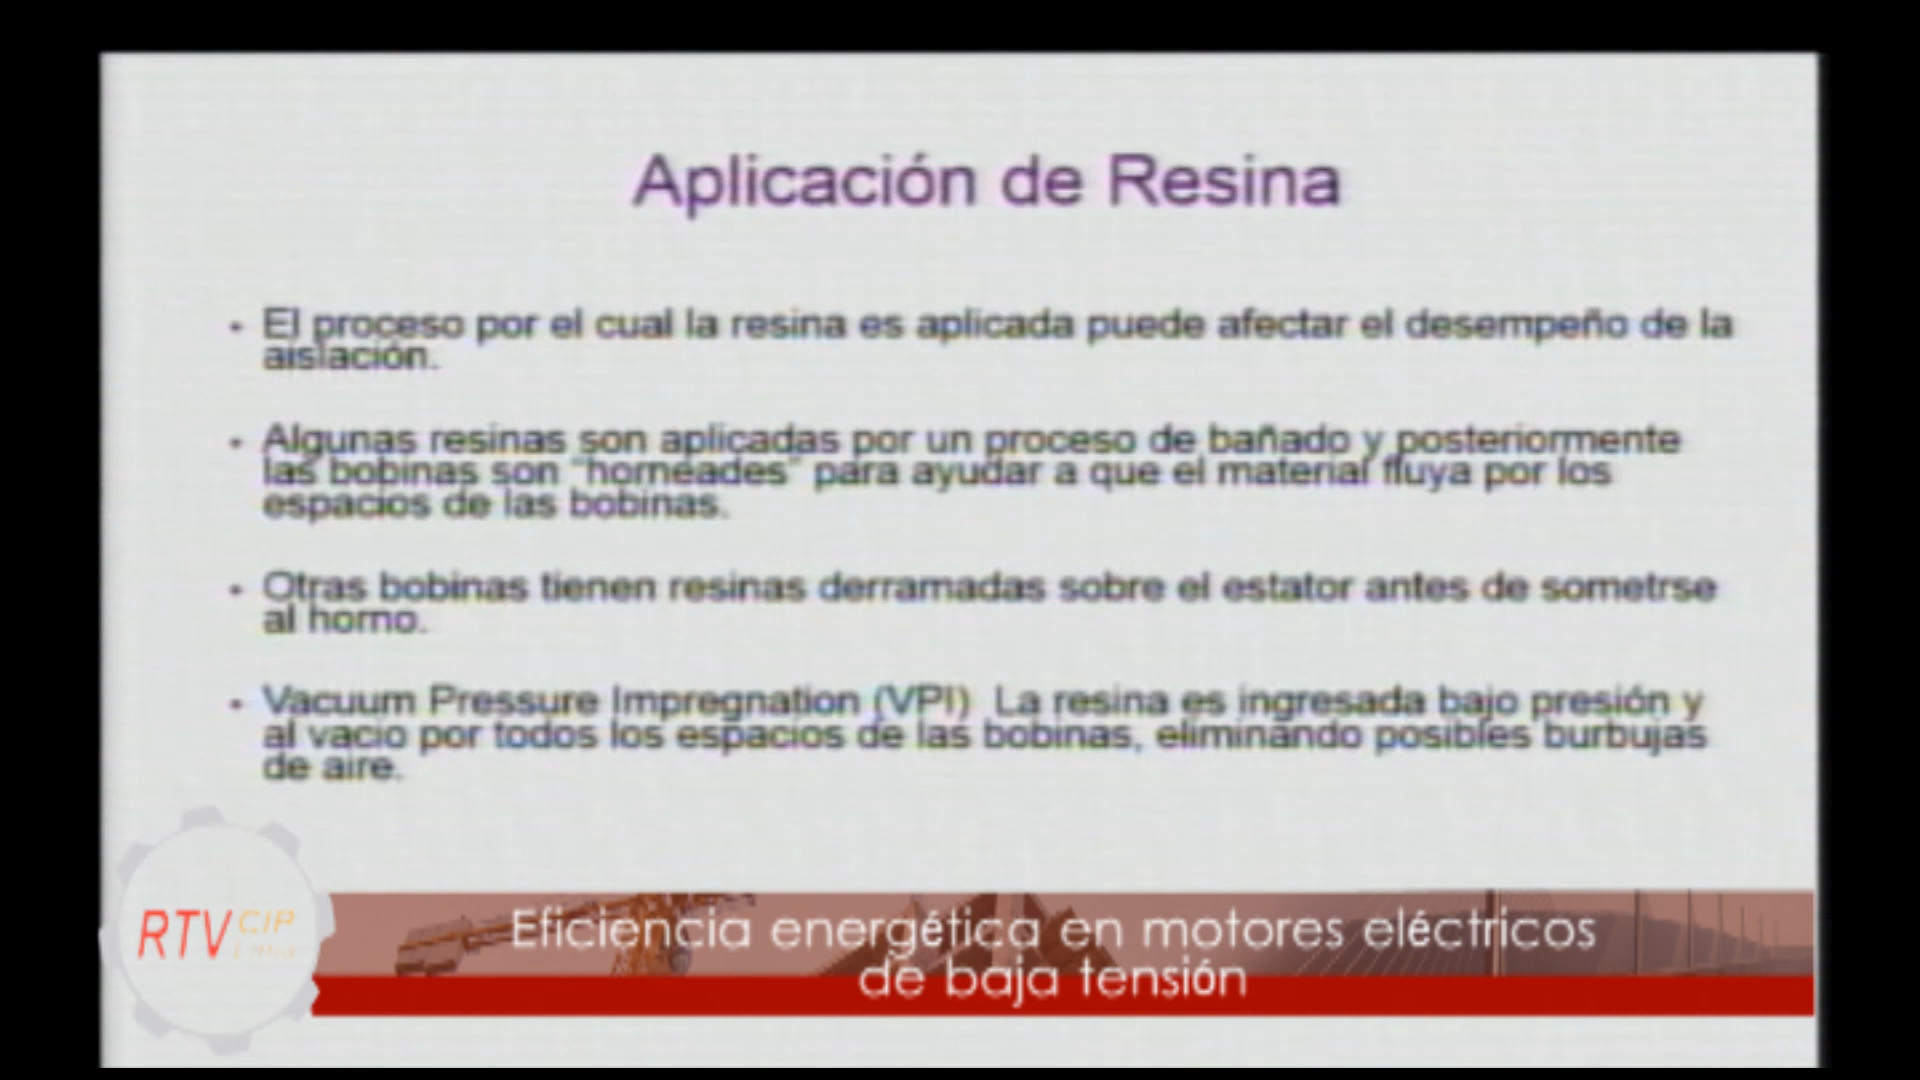 Aplicación de Resina
• El proceso por el cual la resina es aplicada puede afectar el desempeño de la
aislación.
• Algunas resinas son aplicadas por un proceso de bañado y posteriormente
las bobinas son "horneades" para ayudar a que el material fluya por los
espacios de las bobinas.
• Otras bobinas tienen resinas derramadas sobre el estator antes de sometrse
al horno.
• Vacuum Pressure Impregnation (VPI) La resina es ingresada bajo presión y
al vacio por todos los espacios de las bobinas, eliminando posibles burbujas
de aire.
RTV CIP
Eficiencia energética en motores eléctricos
de baja tensión